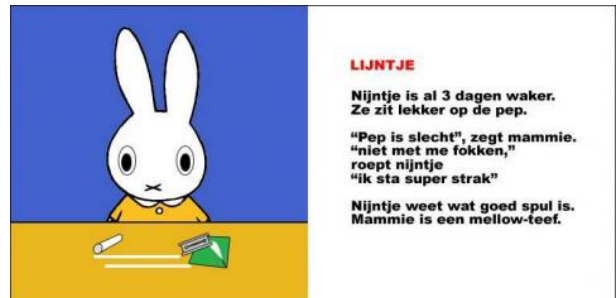 LIJNTJE
Nijntje is al 3 dagen waker.
Ze zit lekker op de pep.
“Pep is slecht”, zegt mammie.
“niet met me fokken,”
roept nijntje
“ik sta super strak”
Nijntje weet wat goed spul is.
Mammie is een mellow-teef.